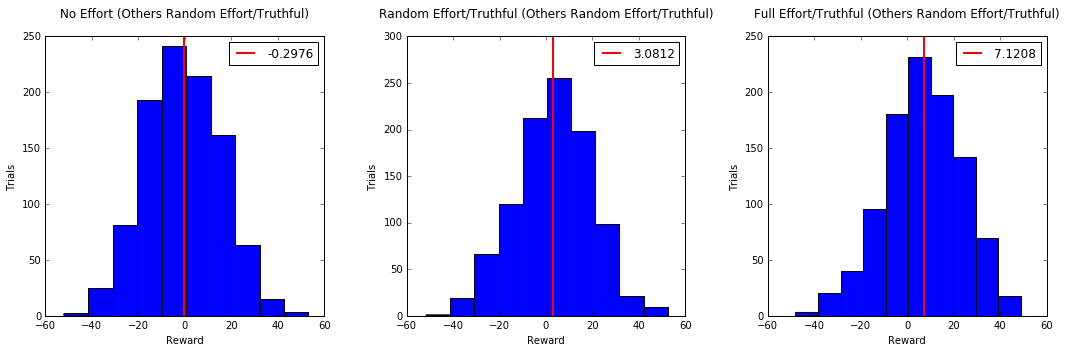 No Effort (Others Random Effort/Truthful)
250
200
150
100
50
0
Trials
-0.2976
−60 −40 −20 0 20 40 60
Reward
Random Effort/Truthful (Others Random Effort/Truthful)
300
250
200
150
100
50
0
Trials
3.0812
−60 −40 −20 0 20 40 60
Reward
Full Effort/Truthful (Others Random Effort/Truthful)
250
200
150
100
50
0
Trials
7.1208
−60 −40 −20 0 20 40 60
Reward